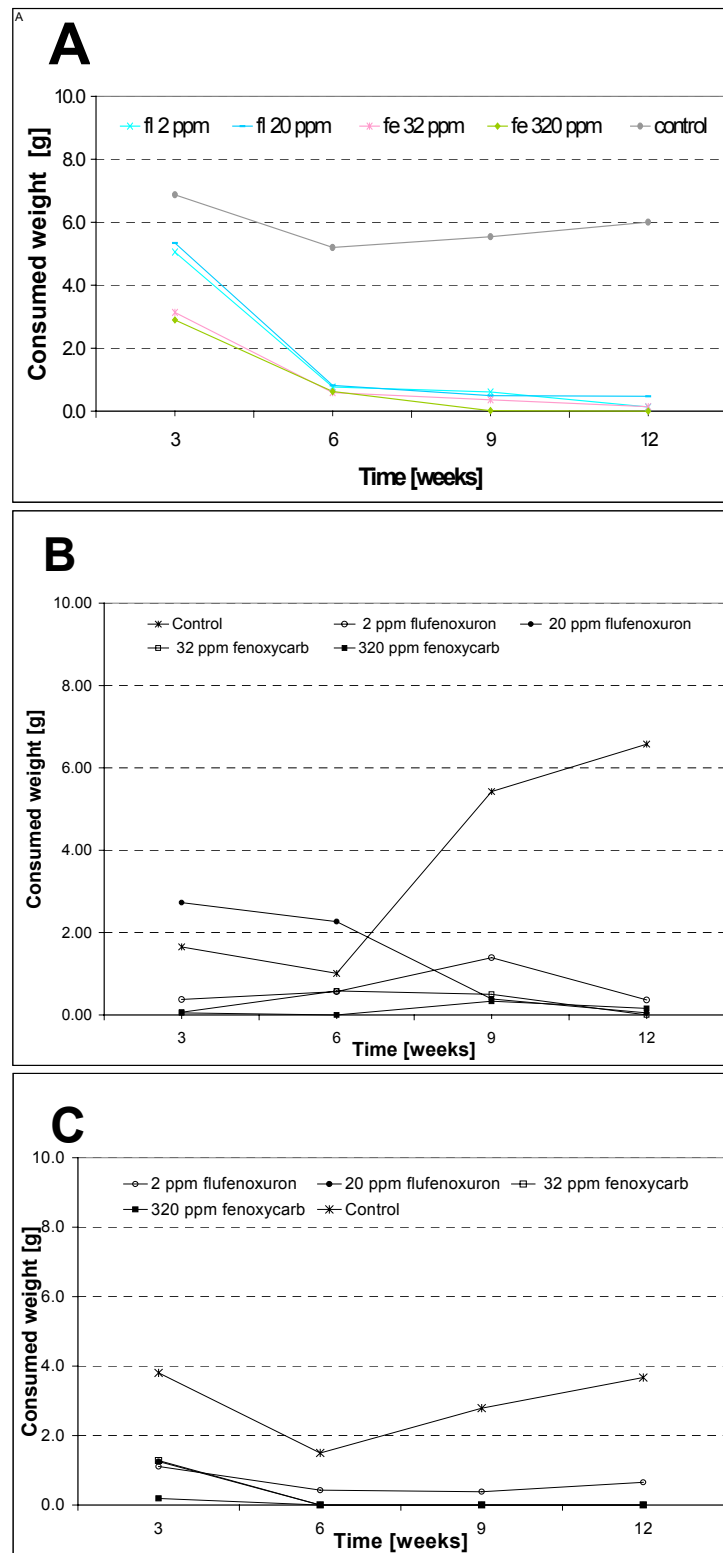 A
A
10.0
fl 2 ppm fl 20 ppm fe 32 ppm fe 320 ppm control
8.0
6.0
4.0
2.0
0.0
Consumed weight [g]
3 6 9 12
Time [weeks]
B
10.00
Control 2 ppm flufenoxuron 20 ppm flufenoxuron
32 ppm fenoxycarb 320 ppm fenoxycarb
8.00
6.00
4.00
2.00
0.00
Consumed weight [g]
3 6 9 12
Time [weeks]
C
10.0
2 ppm flufenoxuron 20 ppm flufenoxuron 32 ppm fenoxycarb
320 ppm fenoxycarb Control
8.0
6.0
4.0
2.0
0.0
Consumed weight [g]
3 6 9 12
Time [weeks]